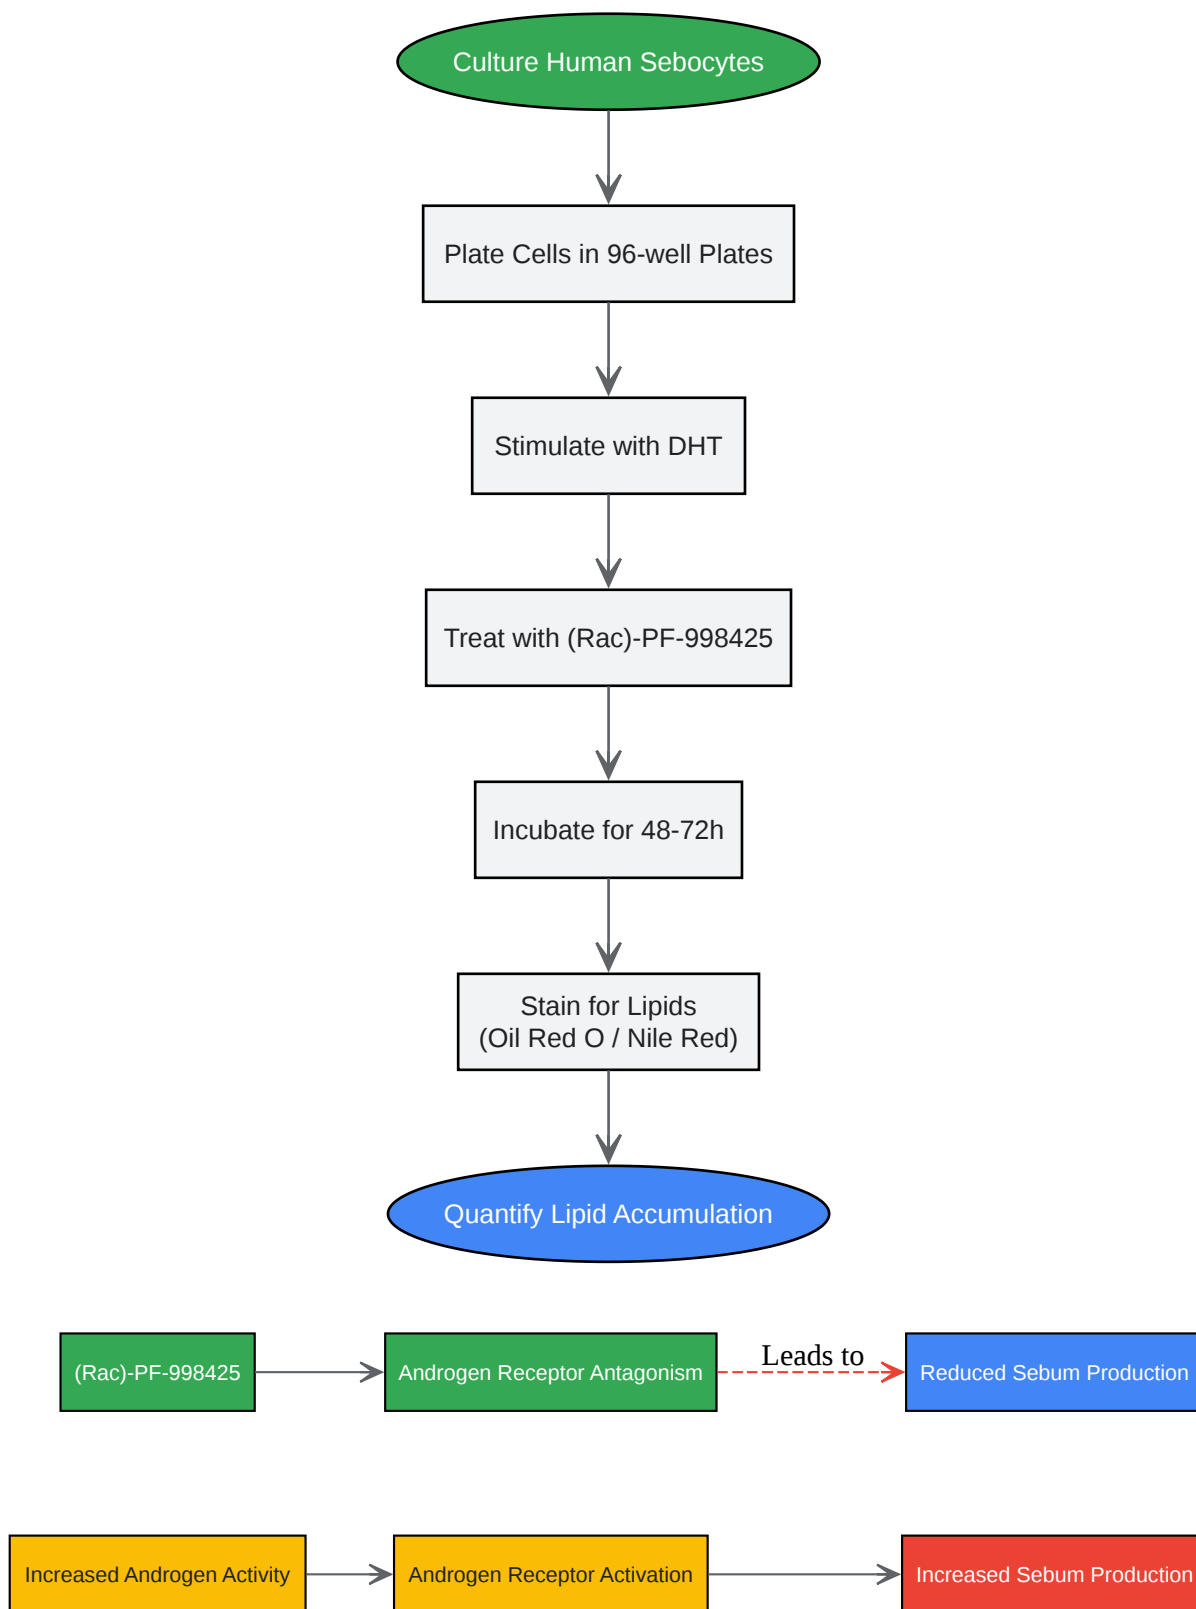 Culture Human Sebocytes
Plate Cells in 96-well Plates
Stimulate with DHT
Treat with (Rac)-PF-998425
Incubate for 48-72h
Stain for Lipids
(Oil Red O / Nile Red)
Quantify Lipid Accumulation
(Rac)-PF-998425
Androgen Receptor Antagonism
Leads to
Reduced Sebum Production
Increased Androgen Activity
Androgen Receptor Activation
Increased Sebum Production